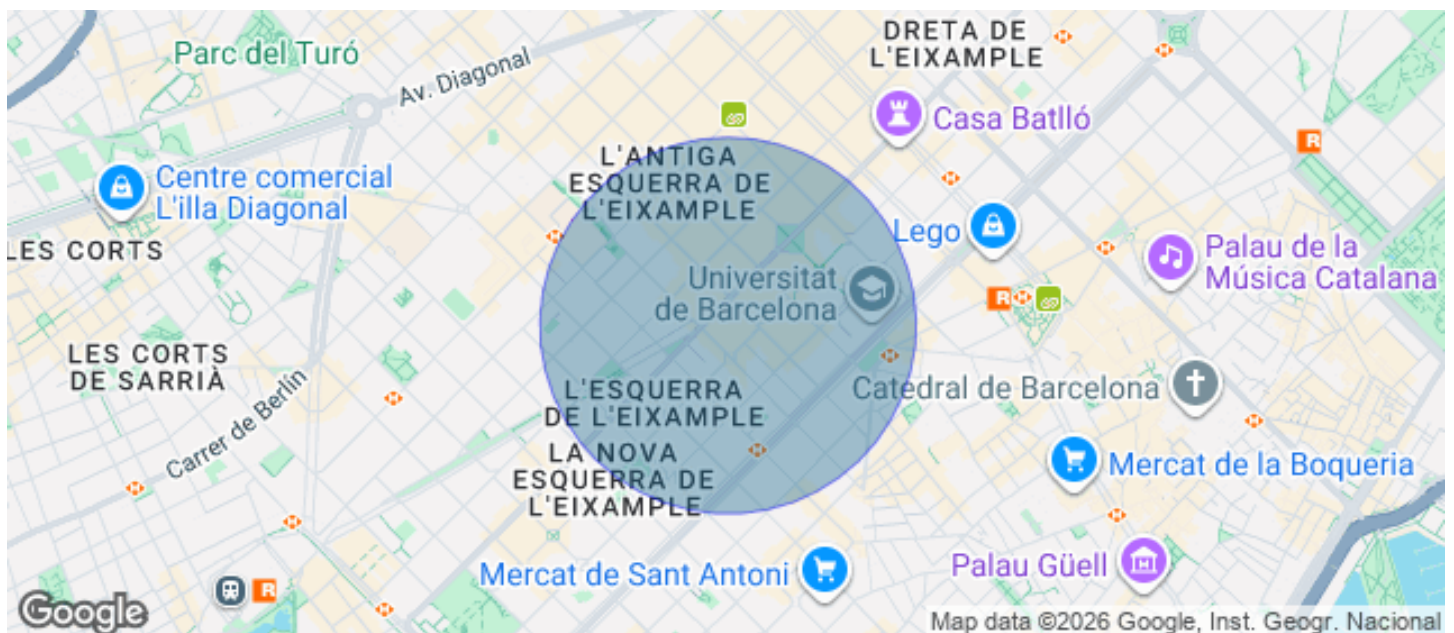 DRETA DE
L'EIXAMPLE
Parc del Turó
Av. Diagonal
Casa Batlló
R
L'ANTIGA
ESQUERRA DE
L'EIXAMPLE
Centre comercial
L'illa Diagonal
Lego
LES CORTS
Palau de la
Música Catalana
Universitat
de Barcelona
R
LES CORTS
DE SARRIÀ
Catedral de Barcelona
L'ESQUERRA
DE L'EIXAMPLE
Carrer de Berlín
LA NOVA
ESQUERRA DE
L'EIXAMPLE
Mercat de la Boqueria
Mercat de Sant Antoni
Palau Güell
R
Google
Map data ©2026 Google, Inst. Geogr. Nacional